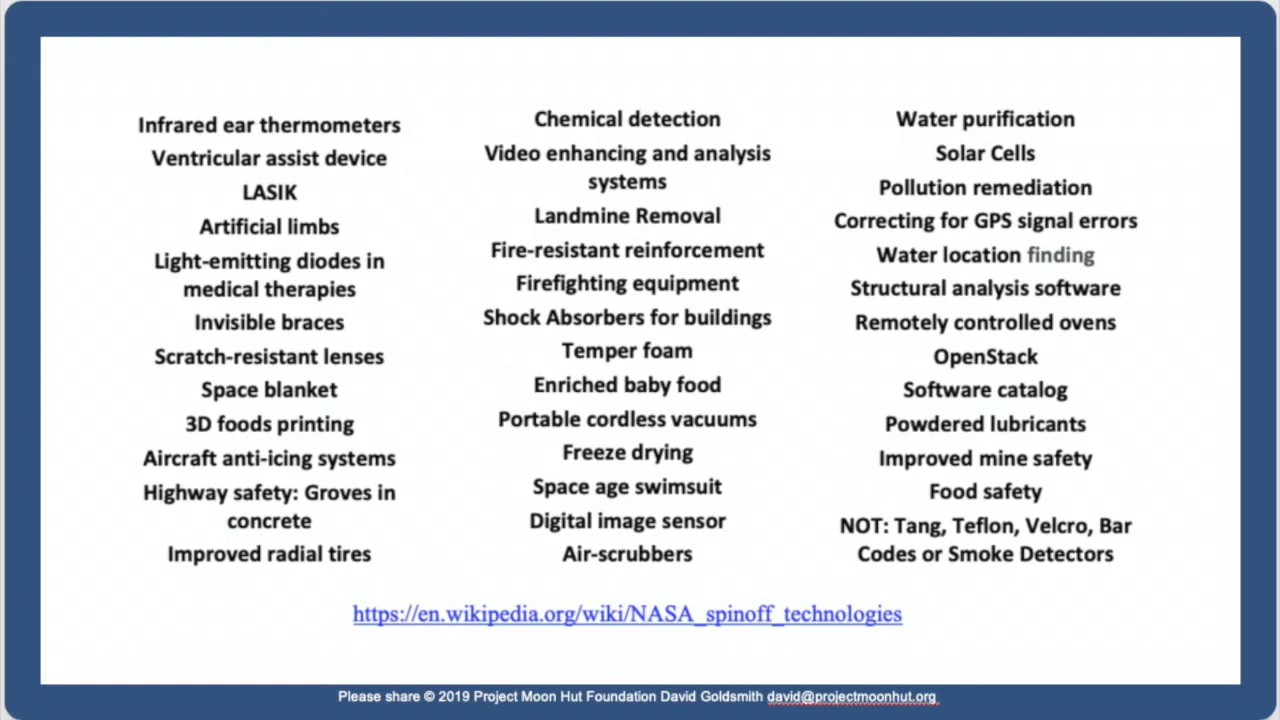 Infrared ear thermometers
Ventricular assist device
LASIK
Artificial limbs
Light-emitting diodes in
medical therapies
Invisible braces
Scratch-resistant lenses
Space blanket
3D foods printing
Aircraft anti-icing systems
Highway safety: Groves in
concrete
Improved radial tires
Chemical detection
Video enhancing and analysis
systems
Landmine Removal
Fire-resistant reinforcement
Firefighting equipment
Shock Absorbers for buildings
Temper foam
Enriched baby food
Portable cordless vacuums
Freeze drying
Space age swimsuit
Digital image sensor
Air-scrubbers
Water purification
Solar Cells
Pollution remediation
Correcting for GPS signal errors
Water location finding
Structural analysis software
Remotely controlled ovens
OpenStack
Software catalog
Powdered lubricants
Improved mine safety
Food safety
NOT: Tang, Teflon, Velcro, Bar
Codes or Smoke Detectors
https://en.wikipedia.org/wiki/NASA_spinoff_technologies
Please share © 2019 Project Moon Hut Foundation David Goldsmith david@projectmoonhut.org